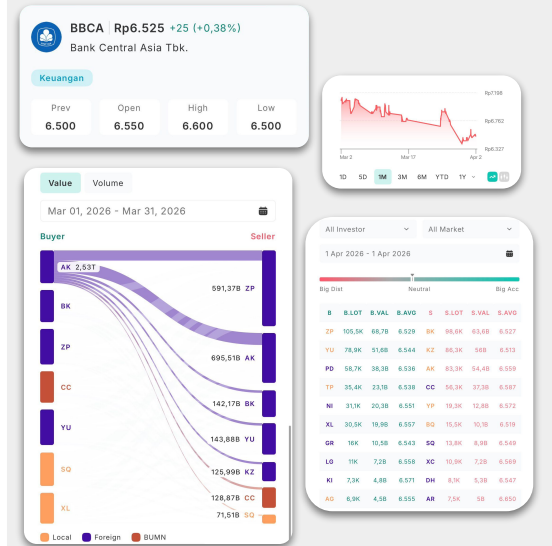 BBCA Rp6.525 +25 (+0,38%)
Bank Central Asia Tbk.
Keuangan
Prev Open High Low
6.500 6.550 6.600 6.500
Rp7.198
Rp6.762
Rp6.327
Mar 2 Mar 17 Apr 2
1D 5D 1M 3M 6M YTD 1Y
Value Volume
Mar 01, 2026 - Mar 31, 2026
Buyer Seller
AK 2,53T
BK
ZP
CC
YU
SQ
XL
591,37B ZP
695,51B AK
142,17B BK
143,88B YU
125,99B KZ
128,87B CC
71,51B SQ
Local Foreign BUMN
All Investor All Market
1 Apr 2026 - 1 Apr 2026
Big Dist Neutral Big Acc
B B.LOT B.VAL B.AVG S S.LOT S.VAL S.AVG
ZP 105,5K 68,7B 6.529 BK 98,6K 63,6B 6.527
YU 78,9K 51,6B 6.544 KZ 86,3K 56B 6.513
PD 58,7K 38,3B 6.536 AK 83,3K 54,4B 6.559
TP 35,4K 23,1B 6.538 CC 56,3K 37,3B 6.587
NI 31,1K 20,3B 6.551 YP 19,3K 12,8B 6.572
XL 30,5K 19,9B 6.557 BQ 15,5K 10,1B 6.519
GR 16K 10,5B 6.543 SQ 13,8K 8,9B 6.549
LG 11K 7,2B 6.558 XC 10,9K 7,2B 6.569
KI 7,3K 4,8B 6.571 DH 8,1K 5,3B 6.547
AG 6,9K 4,5B 6.555 AR 7,5K 5B 6.650